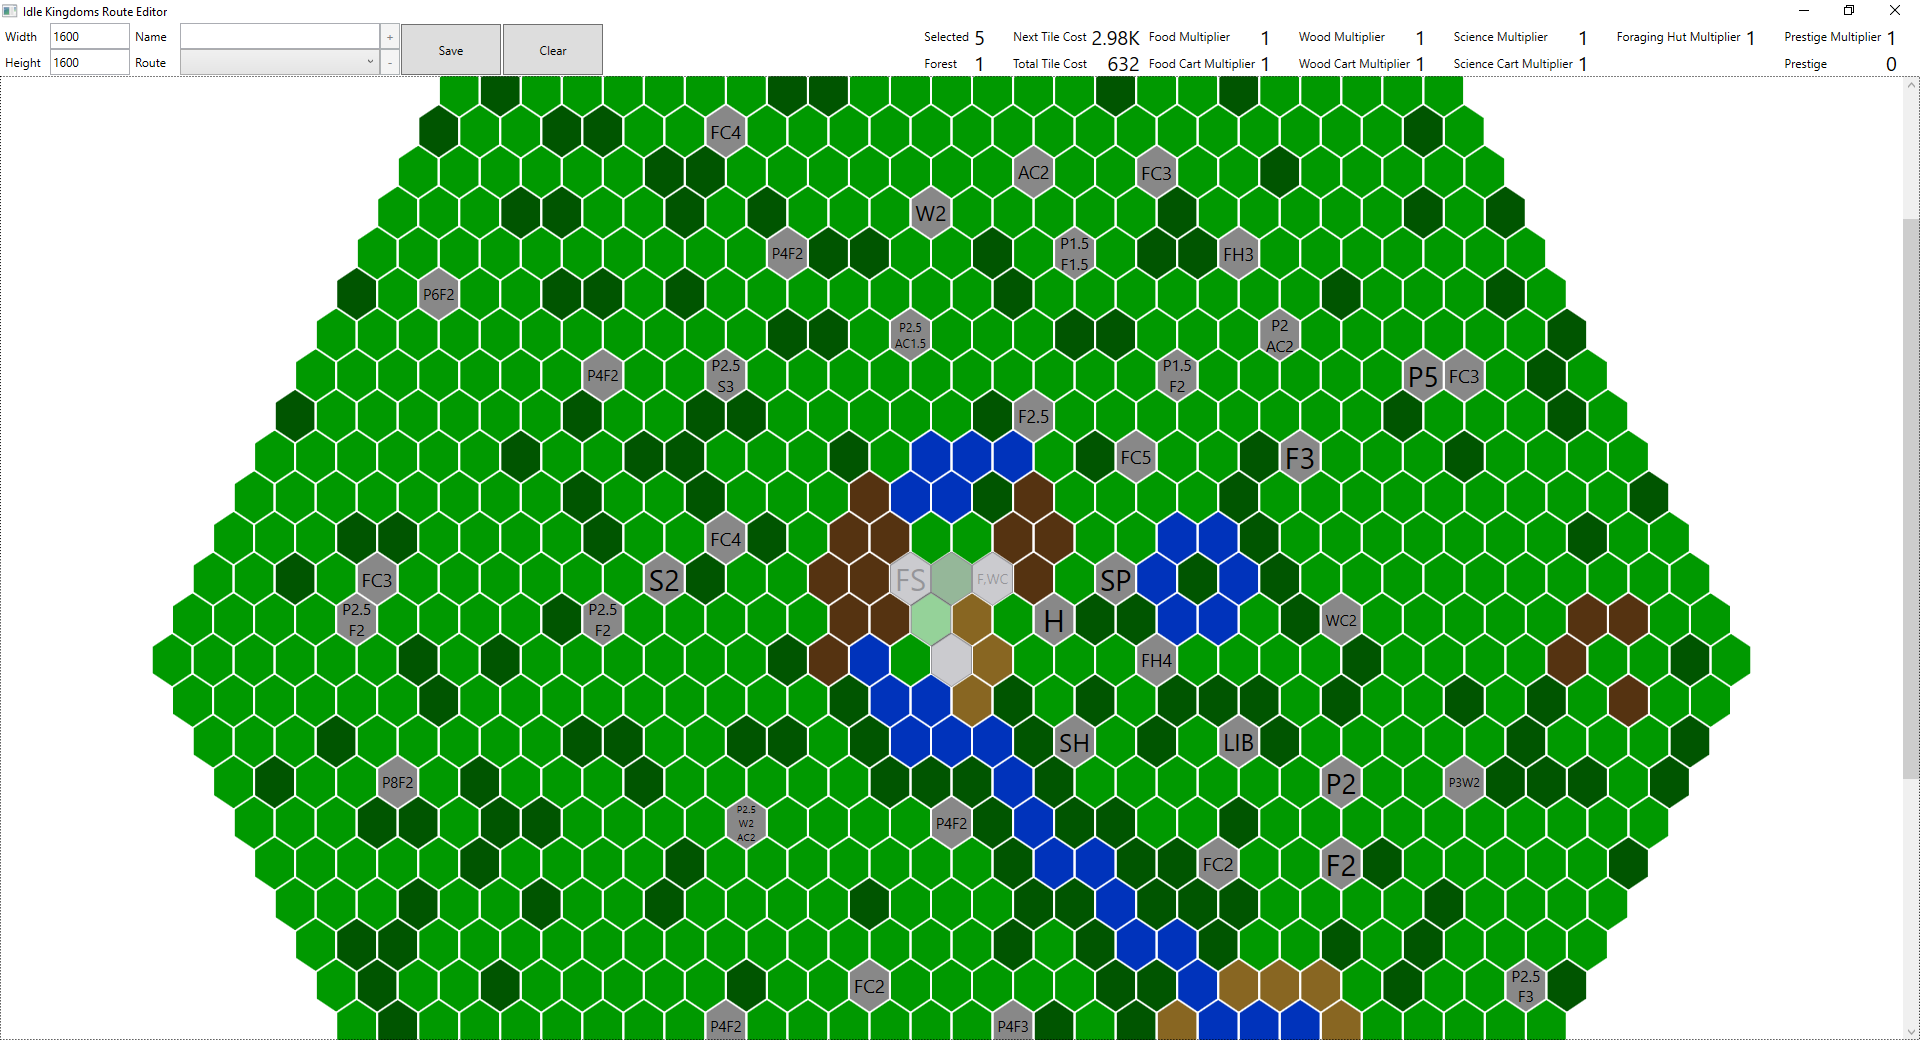 Idle Kingdoms Route Editor
Width 1600 Name +
Height 1600 Route -
Save Clear
Selected 5 Next Tile Cost 2.98K Food Multiplier 1 Wood Multiplier 1 Science Multiplier 1 Foraging Hut Multiplier 1 Prestige Multiplier 1
Forest 1 Total Tile Cost 632 Food Cart Multiplier 1 Wood Cart Multiplier 1 Science Cart Multiplier 1 Prestige 0
FC4
AC2 FC3
W2
P4F2 P1.5 FH3
F1.5
P6F2
P2.5 P2
AC1.5 AC2
P4F2 P2.5 P1.5 P5 FC3
S3 F2
F2.5
FC5 F3
FC4
FC3 S2 FS F,WC SP
P2.5 P2.5 H WC2
F2 F2
FH4
SH LIB
P8F2 P2 P3W2
P2.5
W2 P4F2
AC2
FC2 F2
FC2 P2.5
F3
P4F2 P4F3